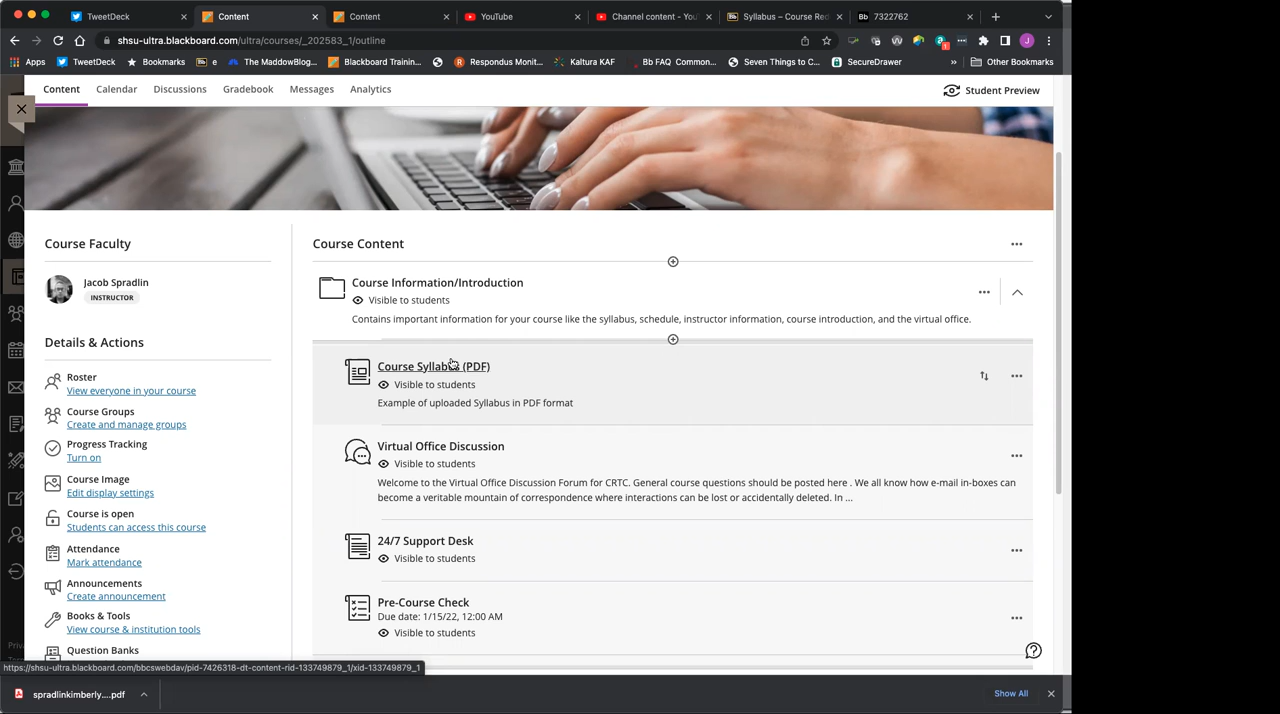 TweetDeck
Content
Content
YouTube
Channel content - You
Syllabus – Course Re
Bb 7322762
shsu-ultra.blackboard.com/ultra/courses/_202583_1/outline
Apps TweetDeck Bookmarks Bb e The MaddowBlog... Blackboard Trainin... Respondus Monit... Kaltura KAF Bb FAQ Common... Seven Things to C... SecureDrawer » Other Bookmarks
Content Calendar Discussions Gradebook Messages Analytics Student Preview
Course Faculty
Jacob Spradlin
INSTRUCTOR
Details & Actions
Roster
View everyone in your course
Course Groups
Create and manage groups
Progress Tracking
Turn on
Course Image
Edit display settings
Course is open
Students can access this course
Attendance
Mark attendance
Announcements
Create announcement
Books & Tools
View course & institution tools
Question Banks
Course Content
Course Information/Introduction
Visible to students
Contains important information for your course like the syllabus, schedule, instructor information, course introduction, and the virtual office.
Course Syllabus (PDF)
Visible to students
Example of uploaded Syllabus in PDF format
Virtual Office Discussion
Visible to students
Welcome to the Virtual Office Discussion Forum for CRTC. General course questions should be posted here . We all know how e-mail in-boxes can
become a veritable mountain of correspondence where interactions can be lost or accidentally deleted. In ...
24/7 Support Desk
Visible to students
Pre-Course Check
Due date: 1/15/22, 12:00 AM
Visible to students
https://shsu-ultra.blackboard.com/bbcswebdav/pid-7426318-dt-content-rid-133749879_1/xid-133749879_1
spradlinkimberly....pdf
Show All